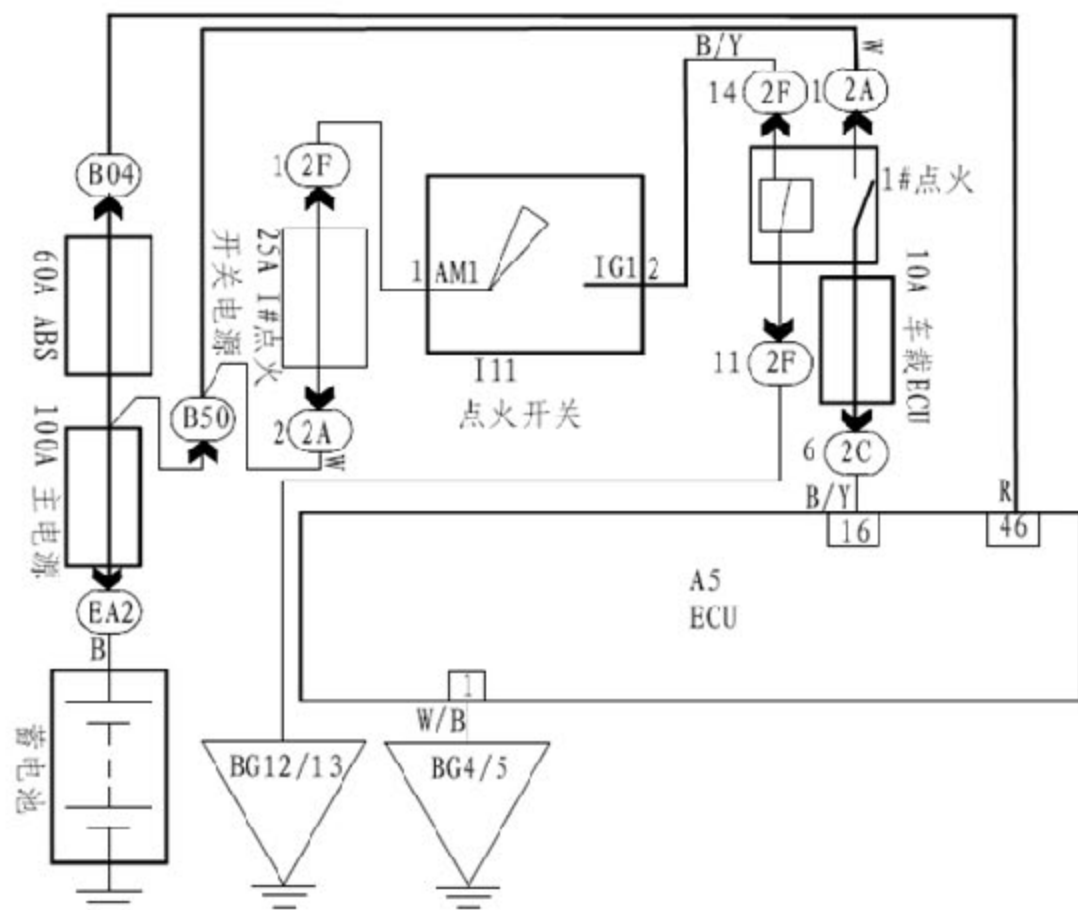 B/Y
W
14
2F
1
2A
B04
1
2F
1#点火
60A ABS
25A I#点火
开关电源
1
AM1
IG1
2
10A 车载ECU
11
2F
I11
点火开关
B50
2
2A
W
100A 主电源
6
2C
B/Y
R
16
46
A5
ECU
EA2
B
1
W/B
蓄电池
BG12/13
BG4/5